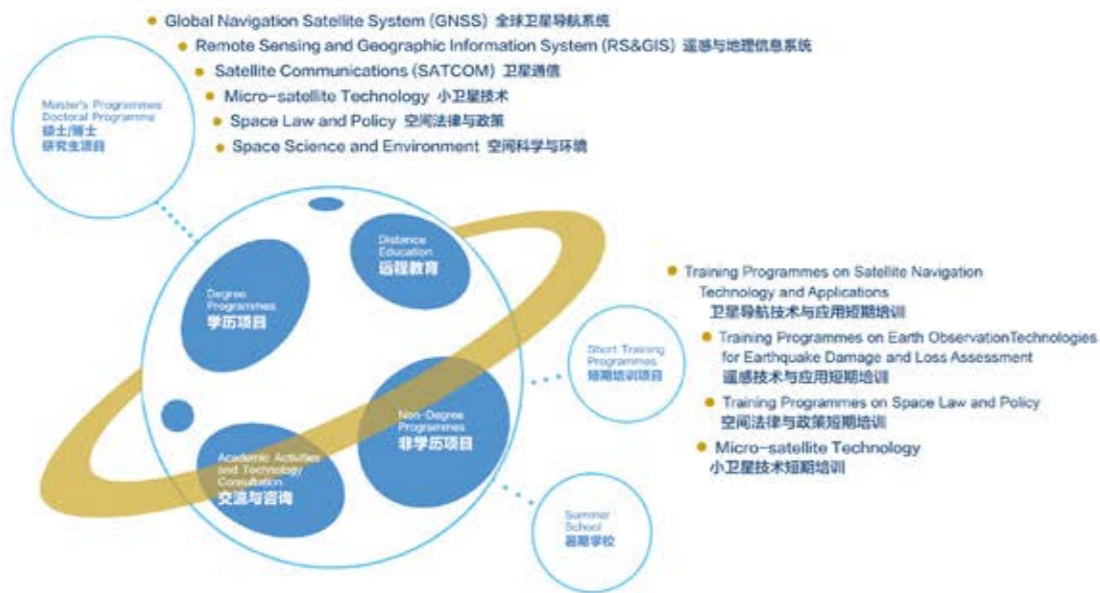 Global Navigation Satellite System (GNSS) 全球卫星导航系统
Remote Sensing and Geographic Information System (RS&GIS) 遥感与地理信息系统
Satellite Communications (SATCOM) 卫星通信
Micro-satellite Technology 小卫星技术
Space Law and Policy 空间法律与政策
Space Science and Environment 空间科学与环境
Master's Programmes
Doctoral Programme
硕士/博士
研究生项目
Distance
Education
远程教育
Degree
Programmes
学历项目
Non-Degree
Programmes
非学历项目
Academic Activities
and Technology
Consultation
交流与咨询
Short Training
Programmes
短期培训项目
Training Programmes on Satellite Navigation
Technology and Applications
卫星导航技术与应用短期培训
Training Programmes on Earth ObservationTechnologies
for Earthquake Damage and Loss Assessment
遥感技术与应用短期培训
Training Programmes on Space Law and Policy
空间法律与政策短期培训
Micro-satellite Technology
小卫星技术短期培训
Summer
School
暑期学校